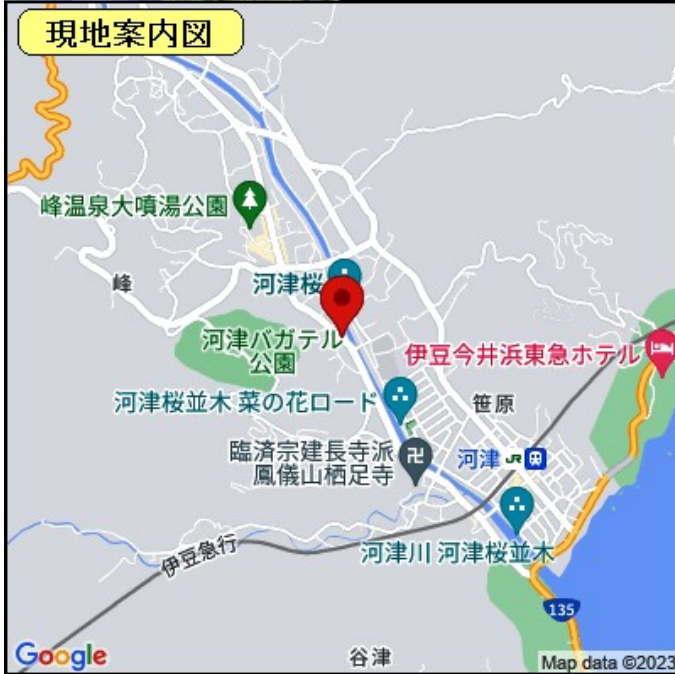 現地案内図
峰温泉大噴湯公園
峰
河津桜
河津バガテル
公園
伊豆今井浜東急ホテル
河津桜並木 菜の花ロード
笹原
臨済宗建長寺派
鳳儀山栖足寺
河津 JR
河津川 河津桜並木
伊豆急行
135
谷津
Google
Map data ©2023